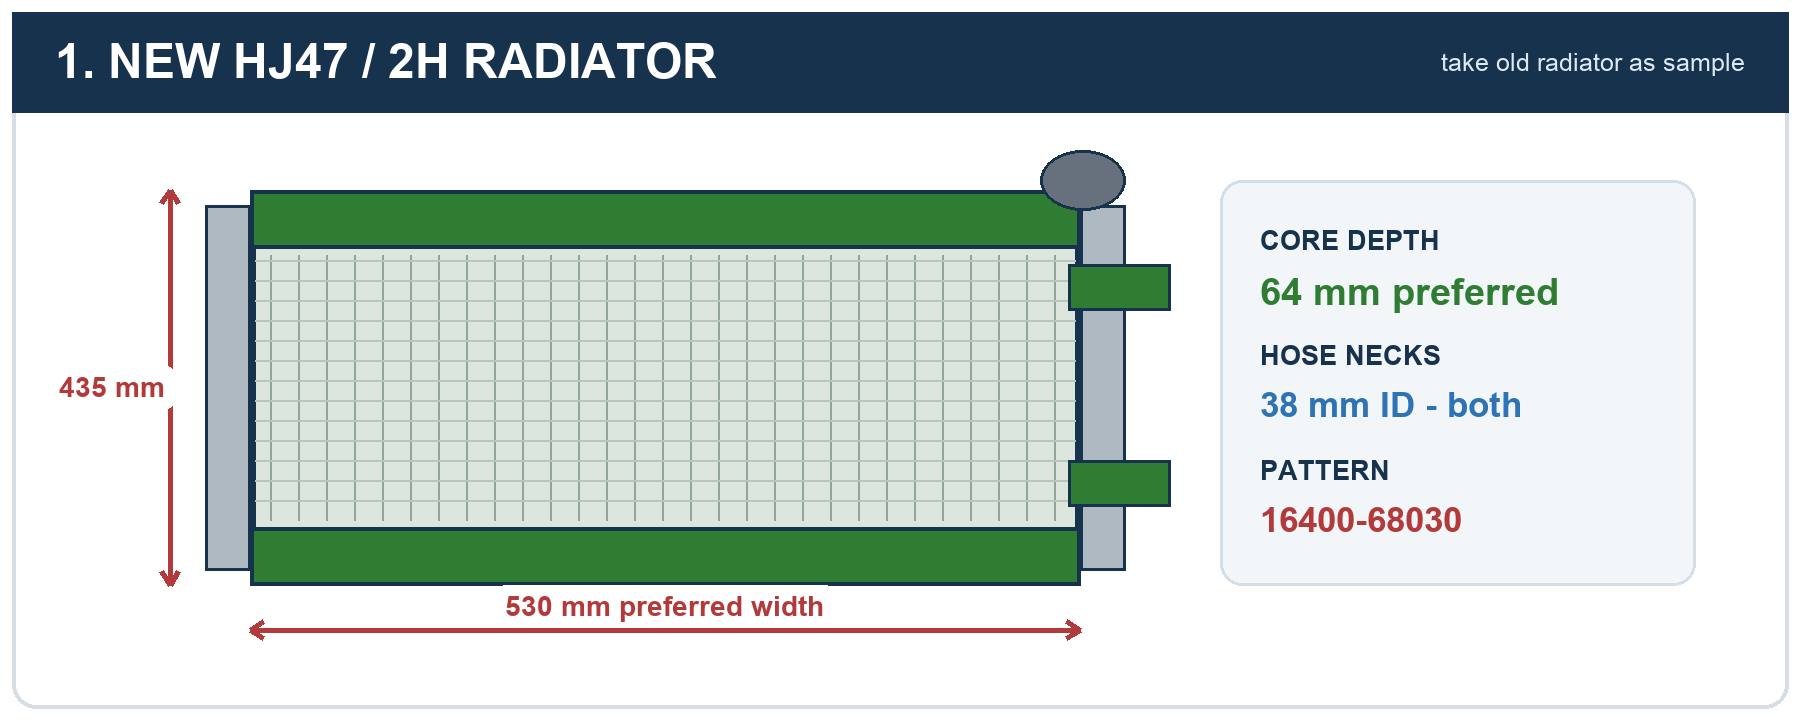 1. NEW HJ47 / 2H RADIATOR
take old radiator as sample
CORE DEPTH
64 mm preferred
HOSE NECKS
38 mm ID - both
PATTERN
16400-68030
435 mm
530 mm preferred width